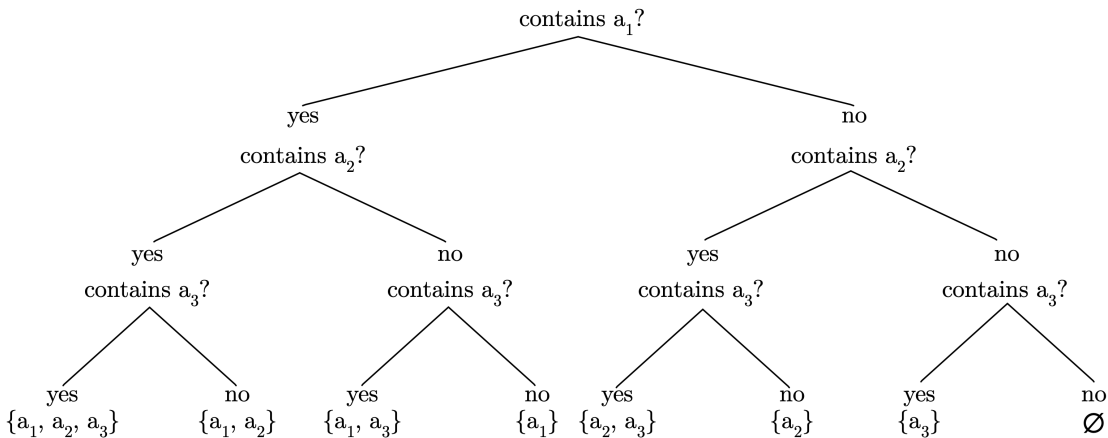 contains a₁?
yes no
contains a₂? contains a₂?
yes no yes no
contains a₃? contains a₃? contains a₃? contains a₃?
yes no yes no yes no yes no
{a₁, a₂, a₃} {a₁, a₂} {a₁, a₃} {a₁} {a₂, a₃} {a₂} {a₃} ∅